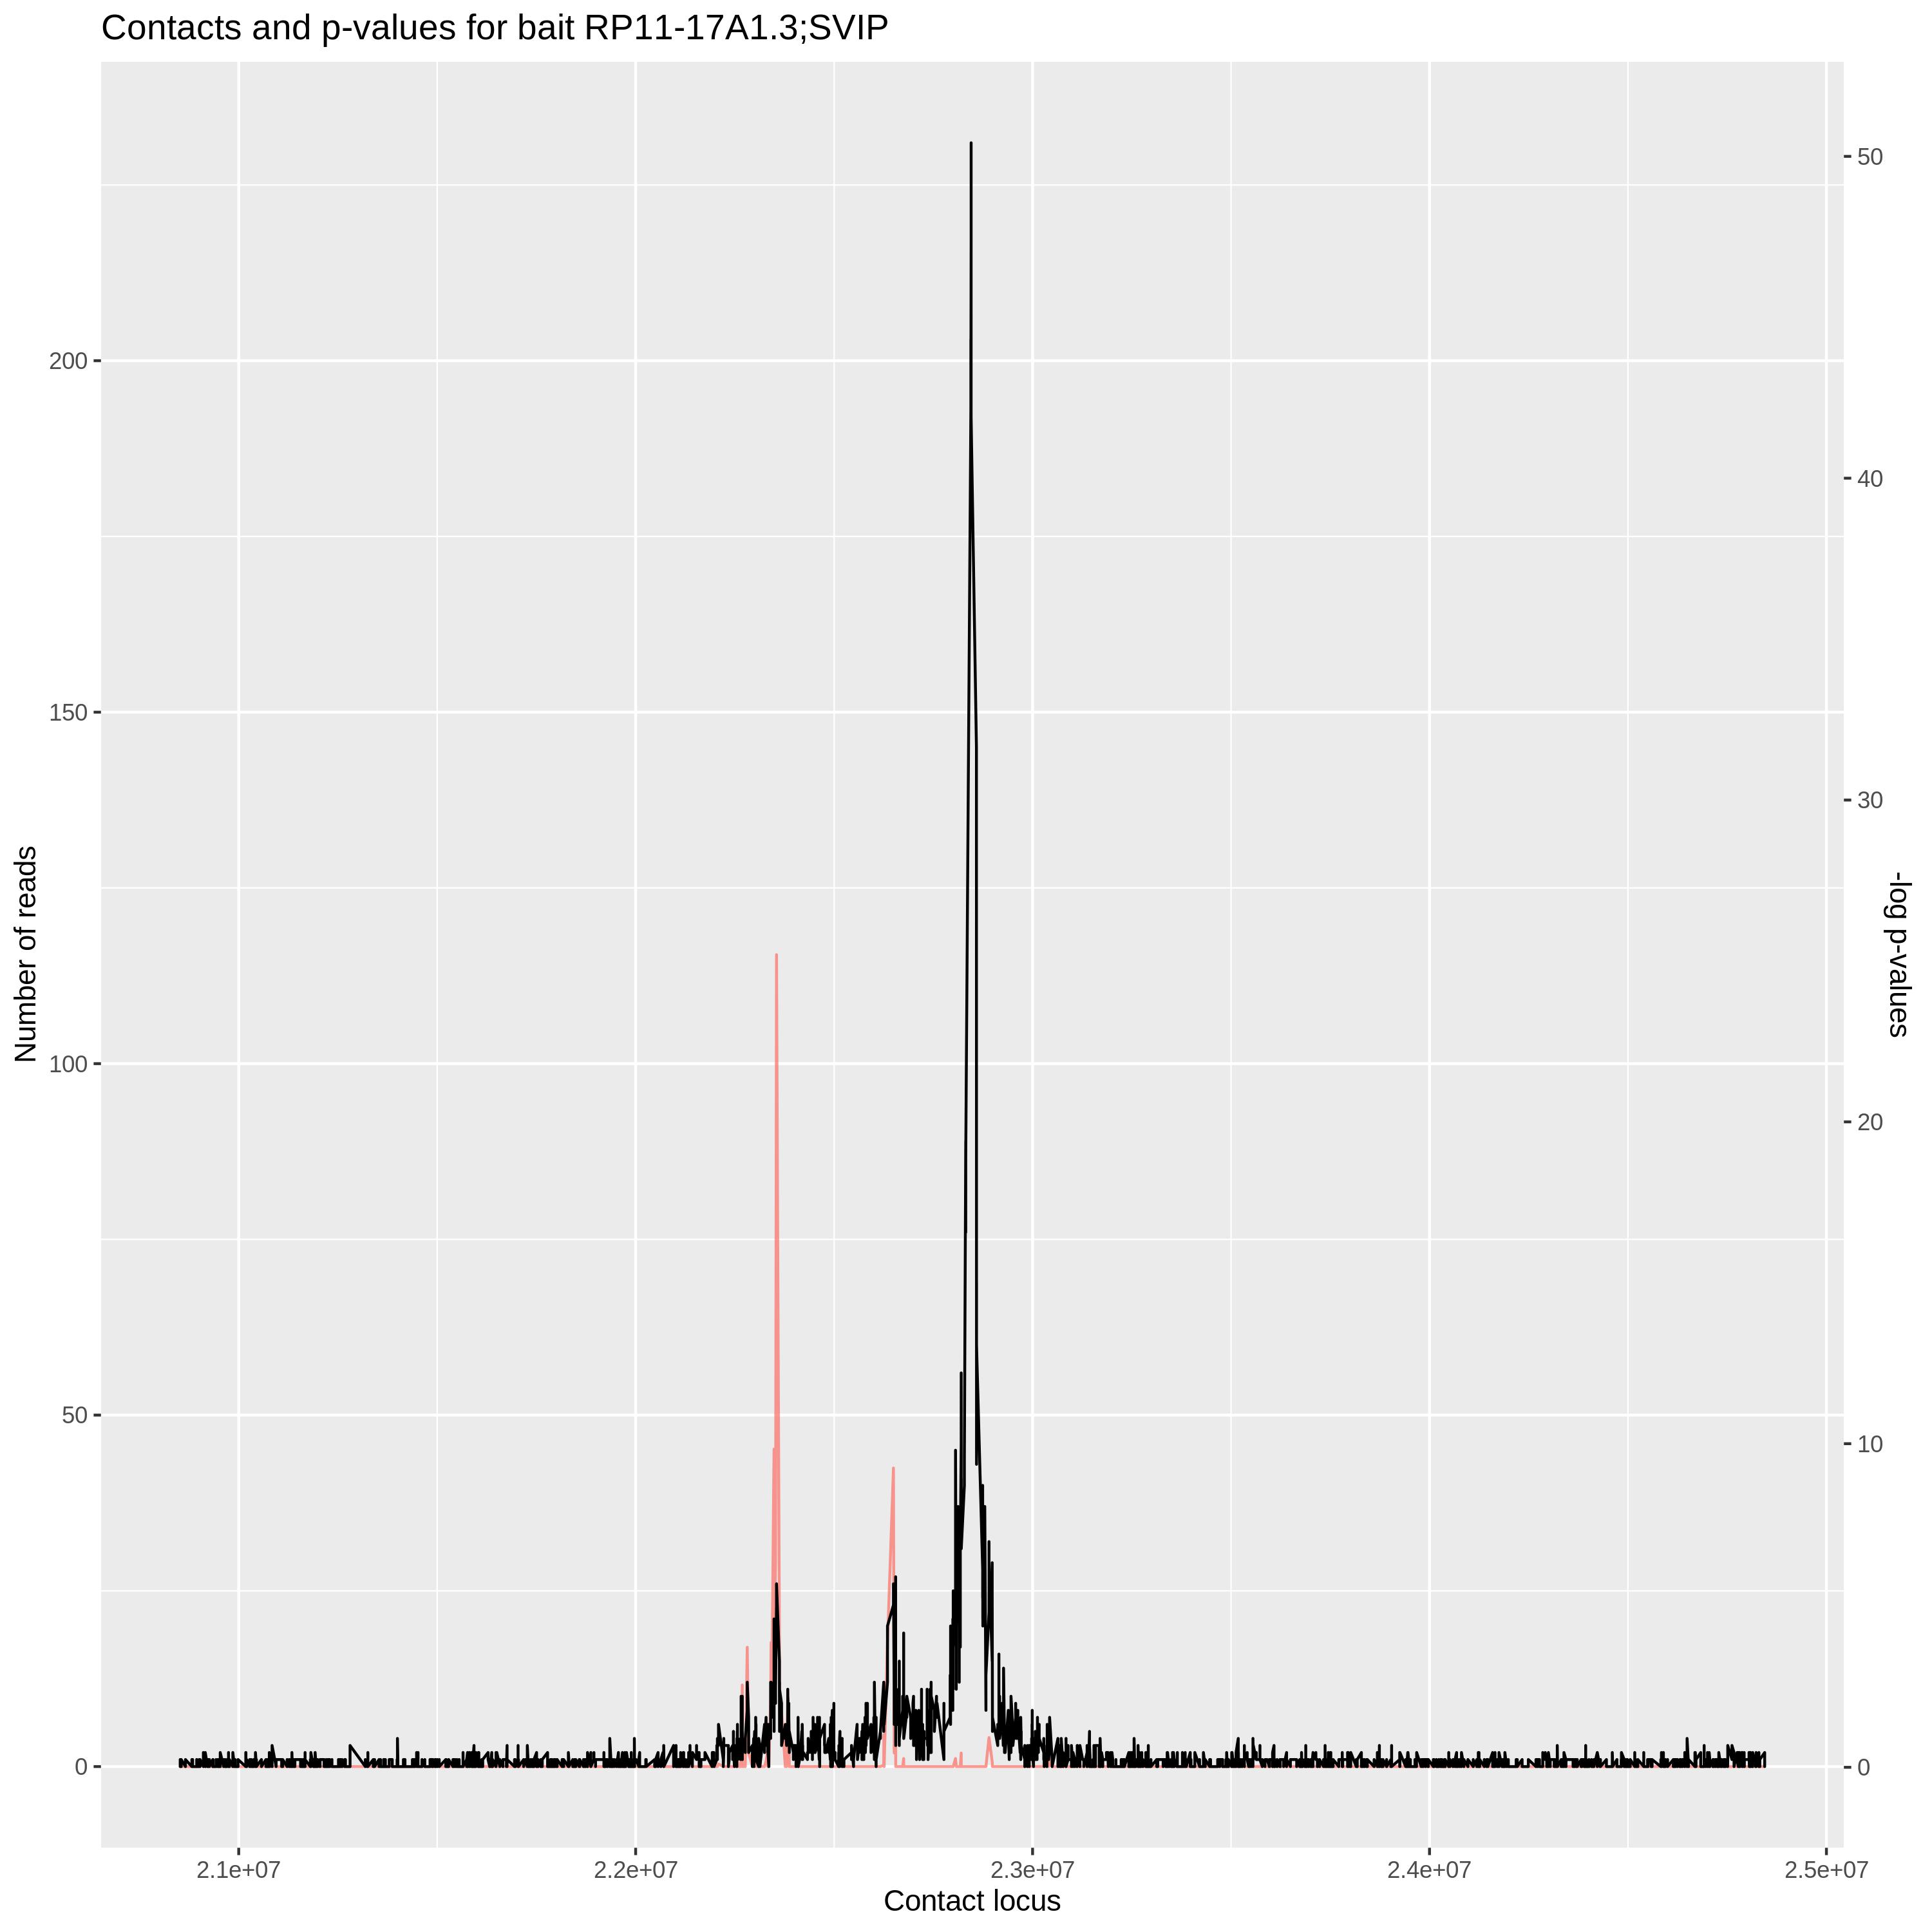 Contacts and p-values for bait RP11-17A1.3;SVIP
Number of reads
200
150
100
50
0
50
40
30
20
10
0
-log p-values
2.1e+07
2.2e+07
2.3e+07
2.4e+07
2.5e+07
Contact locus